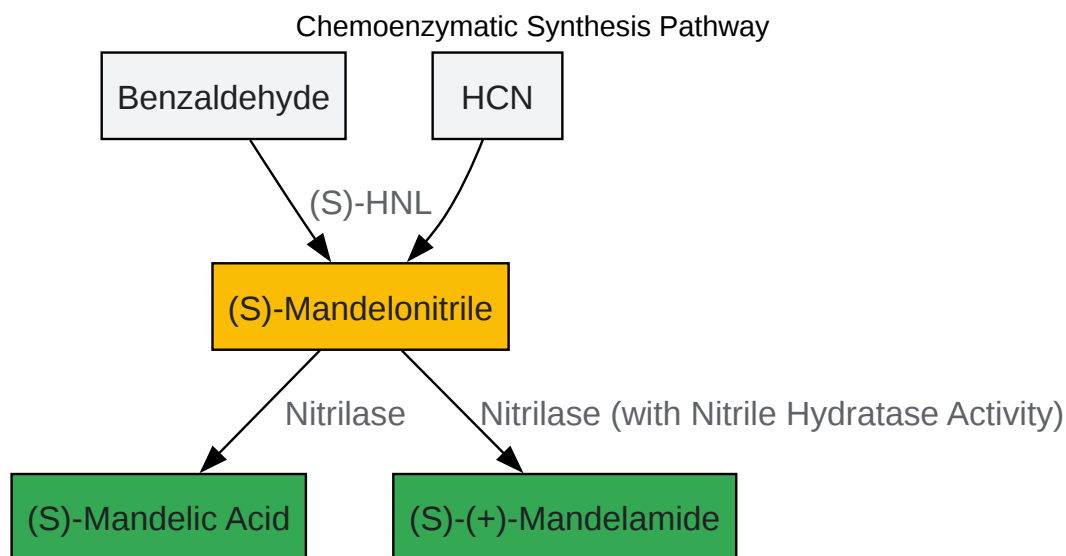 Chemoenzymatic Synthesis Pathway
Benzaldehyde
HCN
(S)-HNL
(S)-Mandelonitrile
Nitrilase
Nitrilase (with Nitrile Hydratase Activity)
(S)-Mandelic Acid
(S)-(+)-Mandelamide